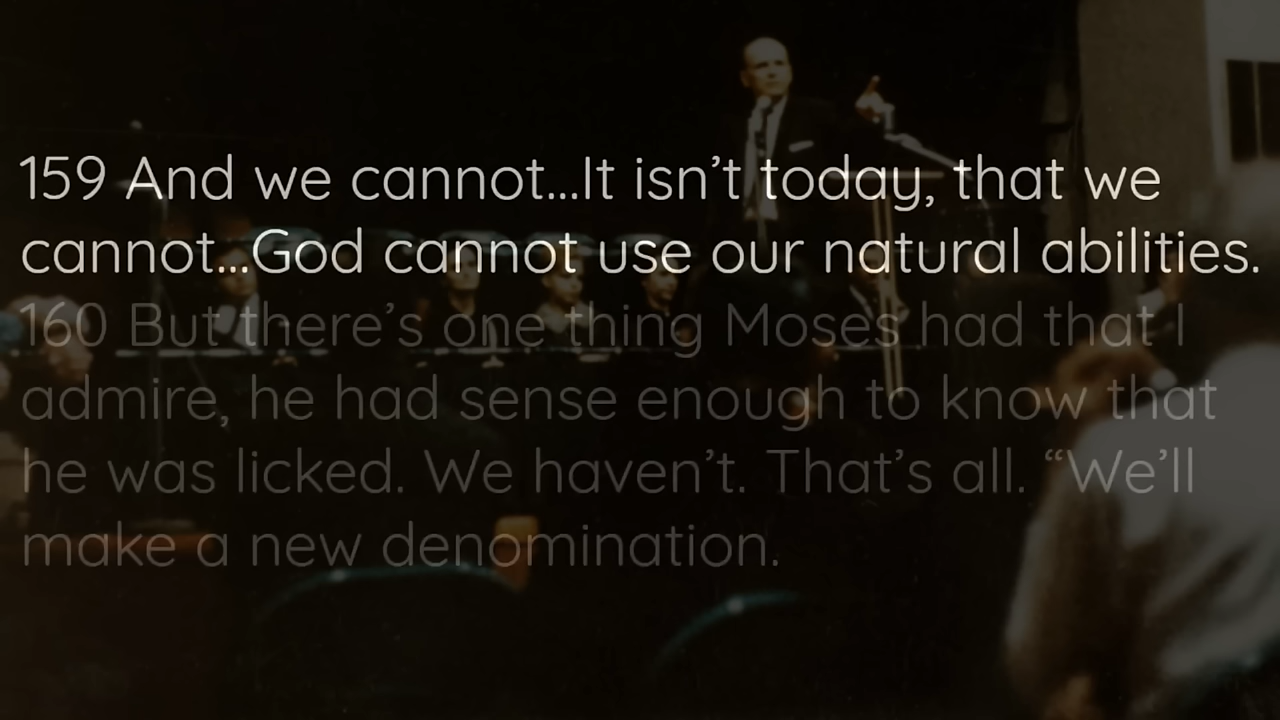 159 And we cannot...It isn’t today, that we
cannot...God cannot use our natural abilities.
160 But there’s one thing Moses had that I
admire, he had sense enough to know that
he was licked. We haven’t. That’s all. “We’ll
make a new denomination.